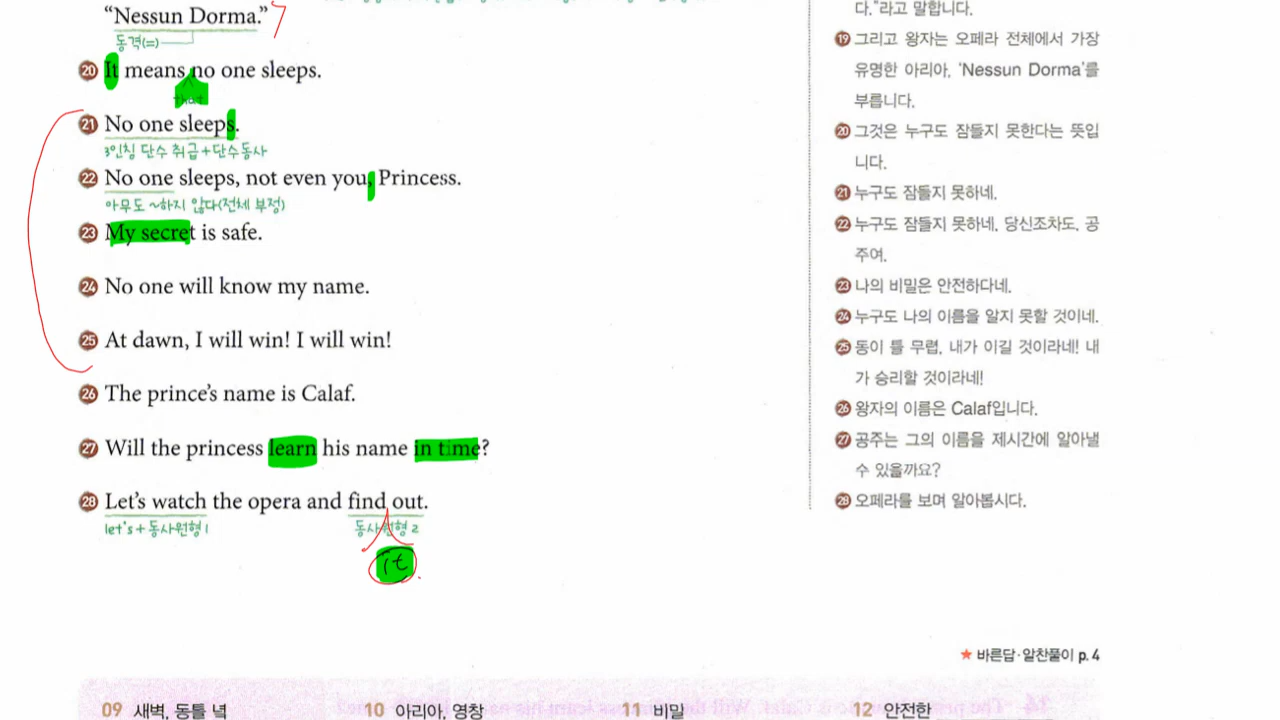 “Nessun Dorma.”
동격(=)
⑳ It means no one sleeps.
that
㉑ No one sleeps.
3인칭 단수 취급+단수동사
㉒ No one sleeps, not even you, Princess.
아무도 ~하지 않다(전체 부정)
㉓ My secret is safe.
㉔ No one will know my name.
㉕ At dawn, I will win! I will win!
㉖ The prince’s name is Calaf.
㉗ Will the princess learn his name in time?
㉘ Let’s watch the opera and find out.
let's + 동사원형 1
동사원형 2
it
다.”라고 말합니다.
⑲ 그리고 왕자는 오페라 전체에서 가장
유명한 아리아, ‘Nessun Dorma’를
부릅니다.
⑳ 그것은 누구도 잠들지 못한다는 뜻입
니다.
㉑ 누구도 잠들지 못하네.
㉒ 누구도 잠들지 못하네, 당신조차도, 공
주여.
㉓ 나의 비밀은 안전하다네.
㉔ 누구도 나의 이름을 알지 못할 것이네.
㉕ 동이 틀 무렵, 내가 이길 것이라네! 내
가 승리할 것이라네!
㉖ 왕자의 이름은 Calaf입니다.
㉗ 공주는 그의 이름을 제시간에 알아낼
수 있을까요?
㉘ 오페라를 보며 알아봅시다.
★ 바른답·알찬풀이 p. 4
09 새벽, 동틀 녘
10 아리아, 영창
11 비밀
12 안전한